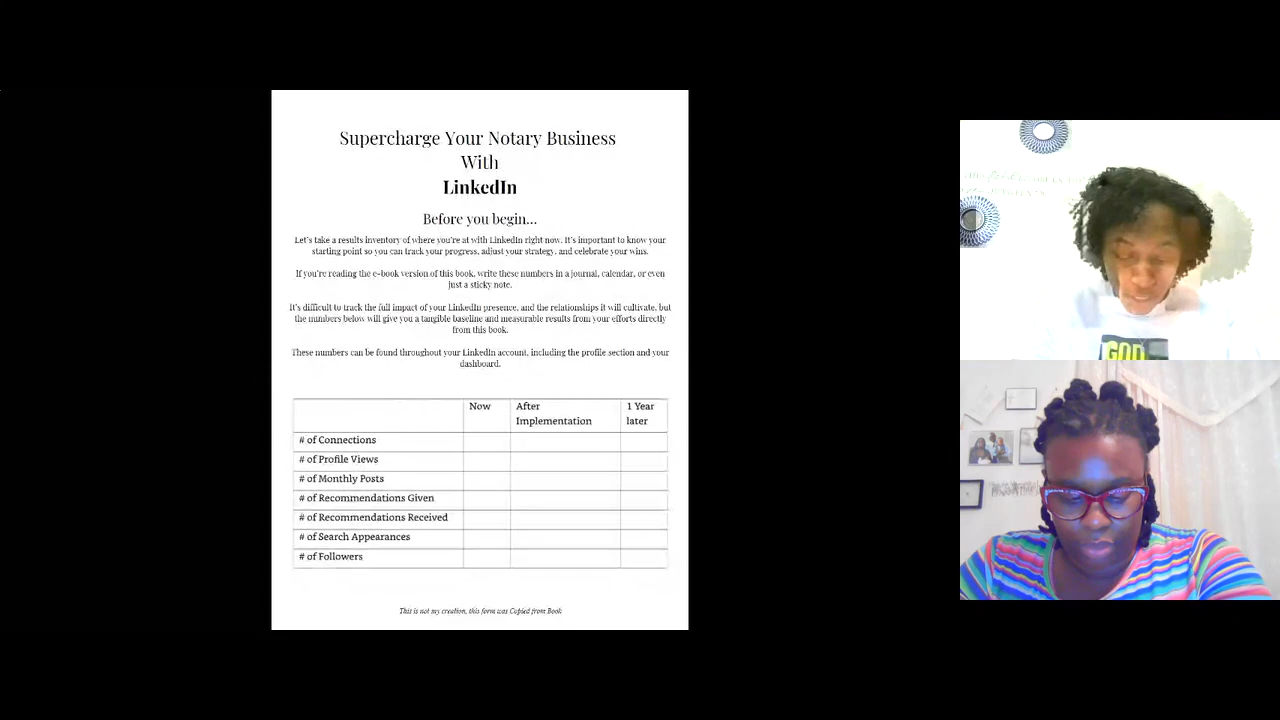 Supercharge Your Notary Business
With
LinkedIn
Before you begin...
Let's take a results inventory of where you're at with LinkedIn right now. It's important to know your
starting point so you can track your progress, adjust your strategy, and celebrate your wins.
If you're reading the e-book version of this book, write these numbers in a journal, calendar, or even
just a sticky note.
It's difficult to track the full impact of your LinkedIn presence, and the relationships it will cultivate, but
the numbers below will give you a tangible baseline and measurable results from your efforts directly
from this book.
These numbers can be found throughout your LinkedIn account, including the profile section and your
dashboard.
Now After 1 Year
Implementation later
# of Connections
# of Profile Views
# of Monthly Posts
# of Recommendations Given
# of Recommendations Received
# of Search Appearances
# of Followers
This is not my creation, this form was Copied from Book
GOD